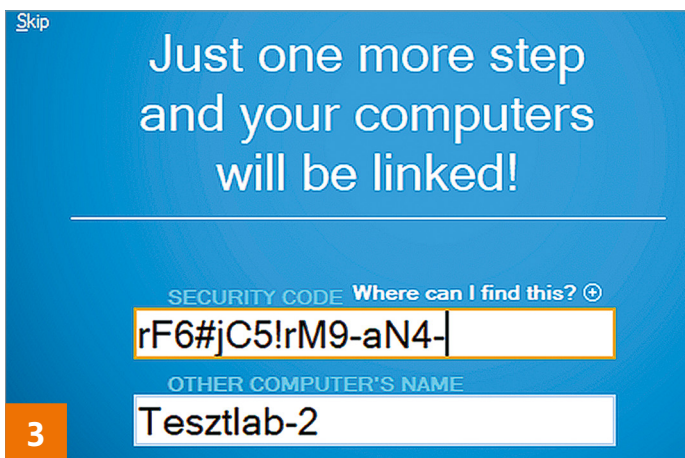 Skip
Just one more step
and your computers
will be linked!
SECURITY CODE Where can I find this?
rF6#jC5!rM9-aN4-
OTHER COMPUTER'S NAME
Tesztlab-2
3